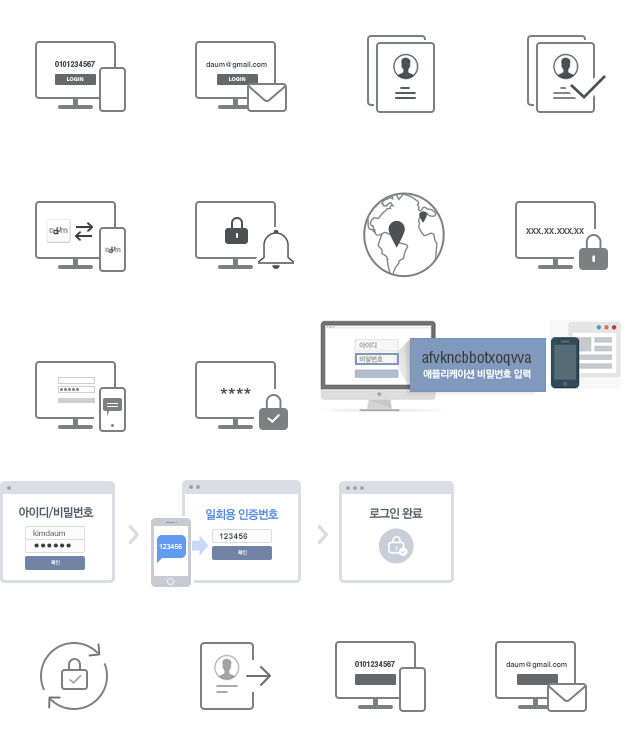 0101234567
LOGIN
daum@gmail.com
LOGIN
Daum
Daum
XXX.XX.XXX.XX
****
아이디
비밀번호
afvkncbbotxoqvva
애플리케이션 비밀번호 입력
아이디/비밀번호
kimdaum
●●●●●●
확인
123456
일회용 인증번호
123456
확인
로그인 완료
0101234567
daum@gmail.com